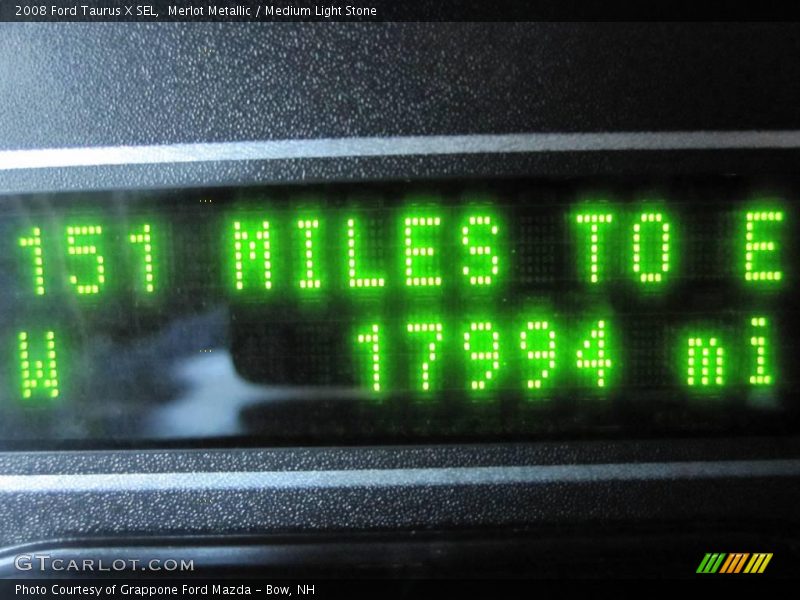 2008 Ford Taurus X SEL,  Merlot Metallic / Medium Light Stone
151 MILES TO E
W 17994 mi
GTCARLOT.COM
Photo Courtesy of Grappone Ford Mazda - Bow, NH